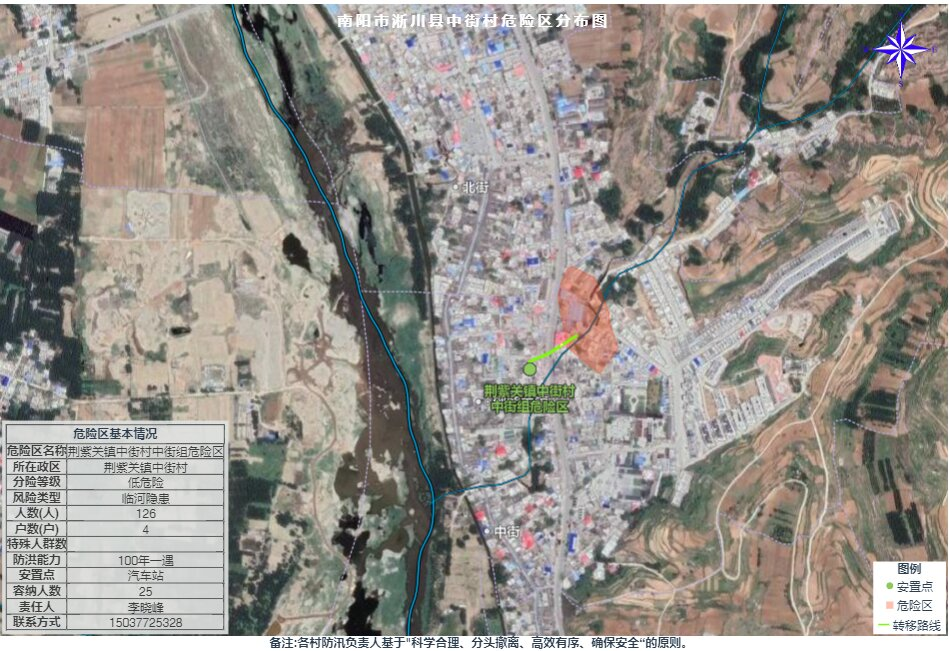 南阳市淅川县中街村危险区分布图
北街
荆紫关镇中街村
中街组危险区
中街
危险区基本情况
危险区名称 荆紫关镇中街村中街组危险区
所在政区 荆紫关镇中街村
分险等级 低危险
风险类型 临河隐患
人数(人) 126
户数(户) 4
特殊人群数
防洪能力 100年一遇
安置点 汽车站
容纳人数 25
责任人 李晓峰
联系方式 15037725328
图例
安置点
危险区
转移路线
备注:各村防汛负责人基于"科学合理、分头撤离、高效有序、确保安全"的原则。